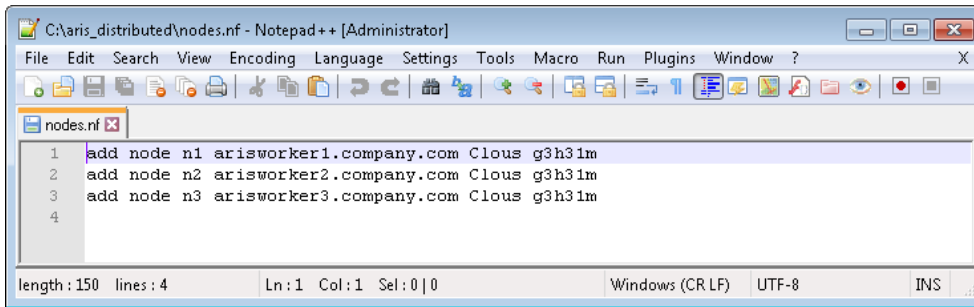 C:\aris_distributed\nodes.nf - Notepad++ [Administrator]
File Edit Search View Encoding Language Settings Tools Macro Run Plugins Window ? X
nodes.nf
1 add node n1 arisworker1.company.com Clous g3h31m
2 add node n2 arisworker2.company.com Clous g3h31m
3 add node n3 arisworker3.company.com Clous g3h31m
4
length : 150 lines : 4 Ln : 1 Col : 1 Sel : 0 | 0 Windows (CR LF) UTF-8 INS